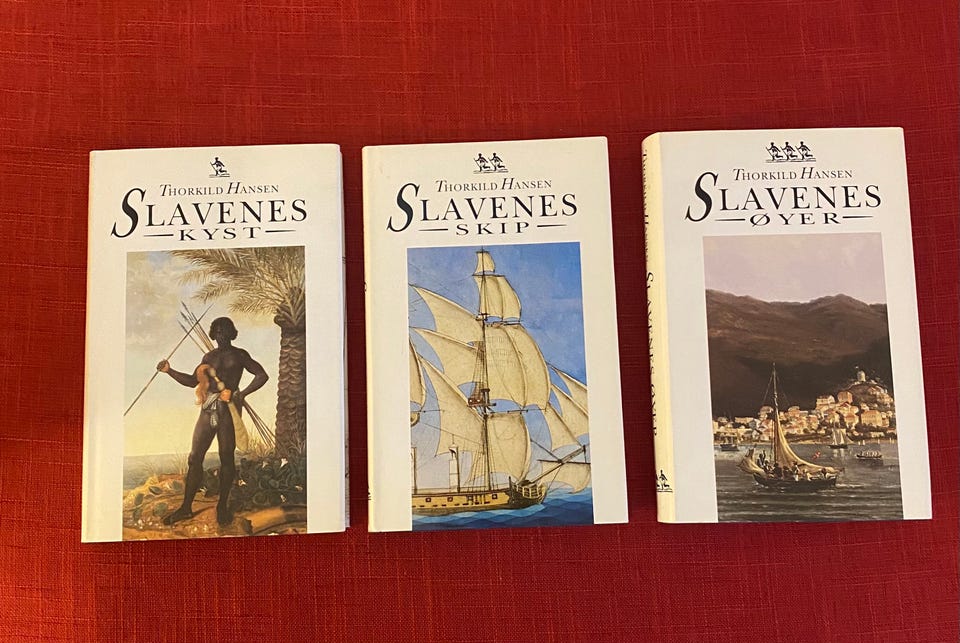 THORKILD HANSEN
SLAVENES
KYST
THORKILD HANSEN
SLAVENES
SKIP
THORKILD HANSEN
SLAVENES
ØYER